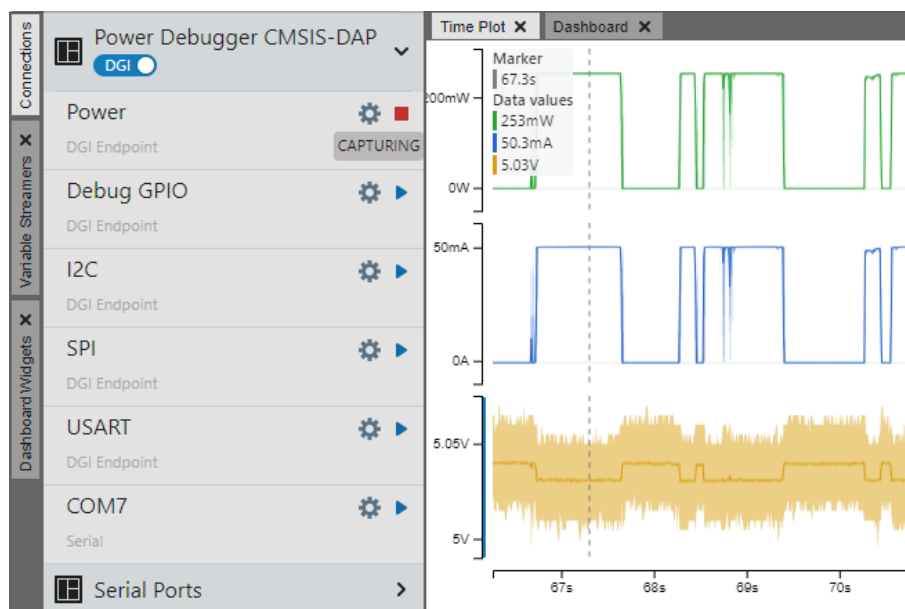 Connections
Variable Streamers
Dashboard Widgets
Power Debugger CMSIS-DAP
DGI
Power
DGI Endpoint
CAPTURING
Debug GPIO
DGI Endpoint
I2C
DGI Endpoint
SPI
DGI Endpoint
USART
DGI Endpoint
COM7
Serial
Serial Ports
Time Plot
Dashboard
Marker
67.3s
Data values
253mW
50.3mA
5.03V
200mW
0W
50mA
0A
5.05V
5V
67s 68s 69s 70s